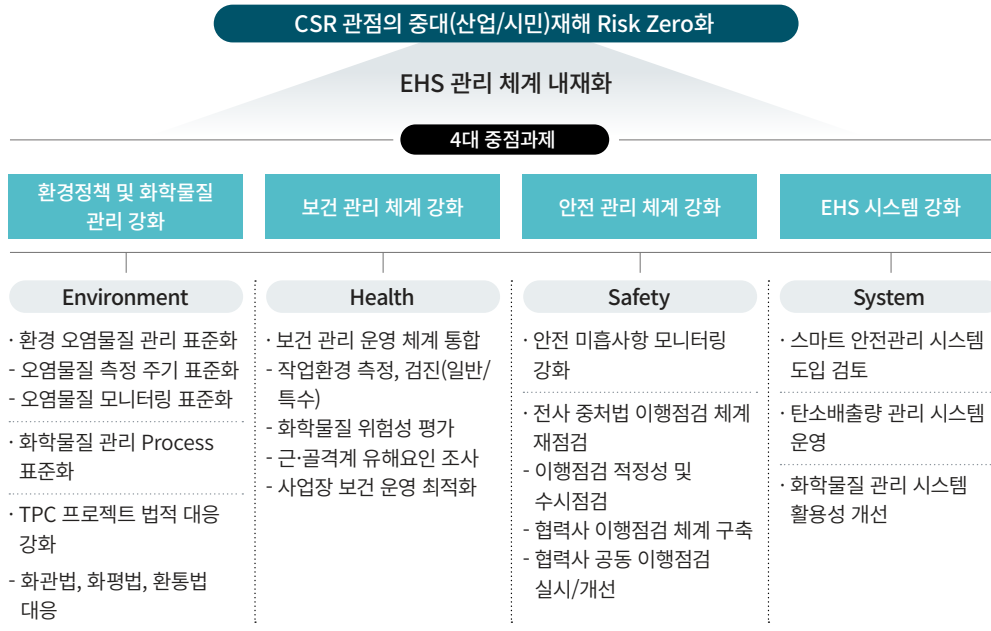 CSR 관점의 중대(산업/시민)재해 Risk Zero화
EHS 관리 체계 내재화
4대 중점과제
환경정책 및 화학물질
관리 강화
보건 관리 체계 강화
안전 관리 체계 강화
EHS 시스템 강화
Environment
· 환경 오염물질 관리 표준화
- 오염물질 측정 주기 표준화
- 오염물질 모니터링 표준화
· 화학물질 관리 Process
표준화
· TPC 프로젝트 법적 대응
강화
- 화관법, 화평법, 환통법
대응
Health
· 보건 관리 운영 체계 통합
- 작업환경 측정, 검진(일반/
특수)
- 화학물질 위험성 평가
- 근·골격계 유해요인 조사
- 사업장 보건 운영 최적화
Safety
· 안전 미흡사항 모니터링
강화
· 전사 중처법 이행점검 체계
재점검
- 이행점검 적정성 및
수시점검
- 협력사 이행점검 체계 구축
- 협력사 공동 이행점검
실시/개선
System
· 스마트 안전관리 시스템
도입 검토
· 탄소배출량 관리 시스템
운영
· 화학물질 관리 시스템
활용성 개선